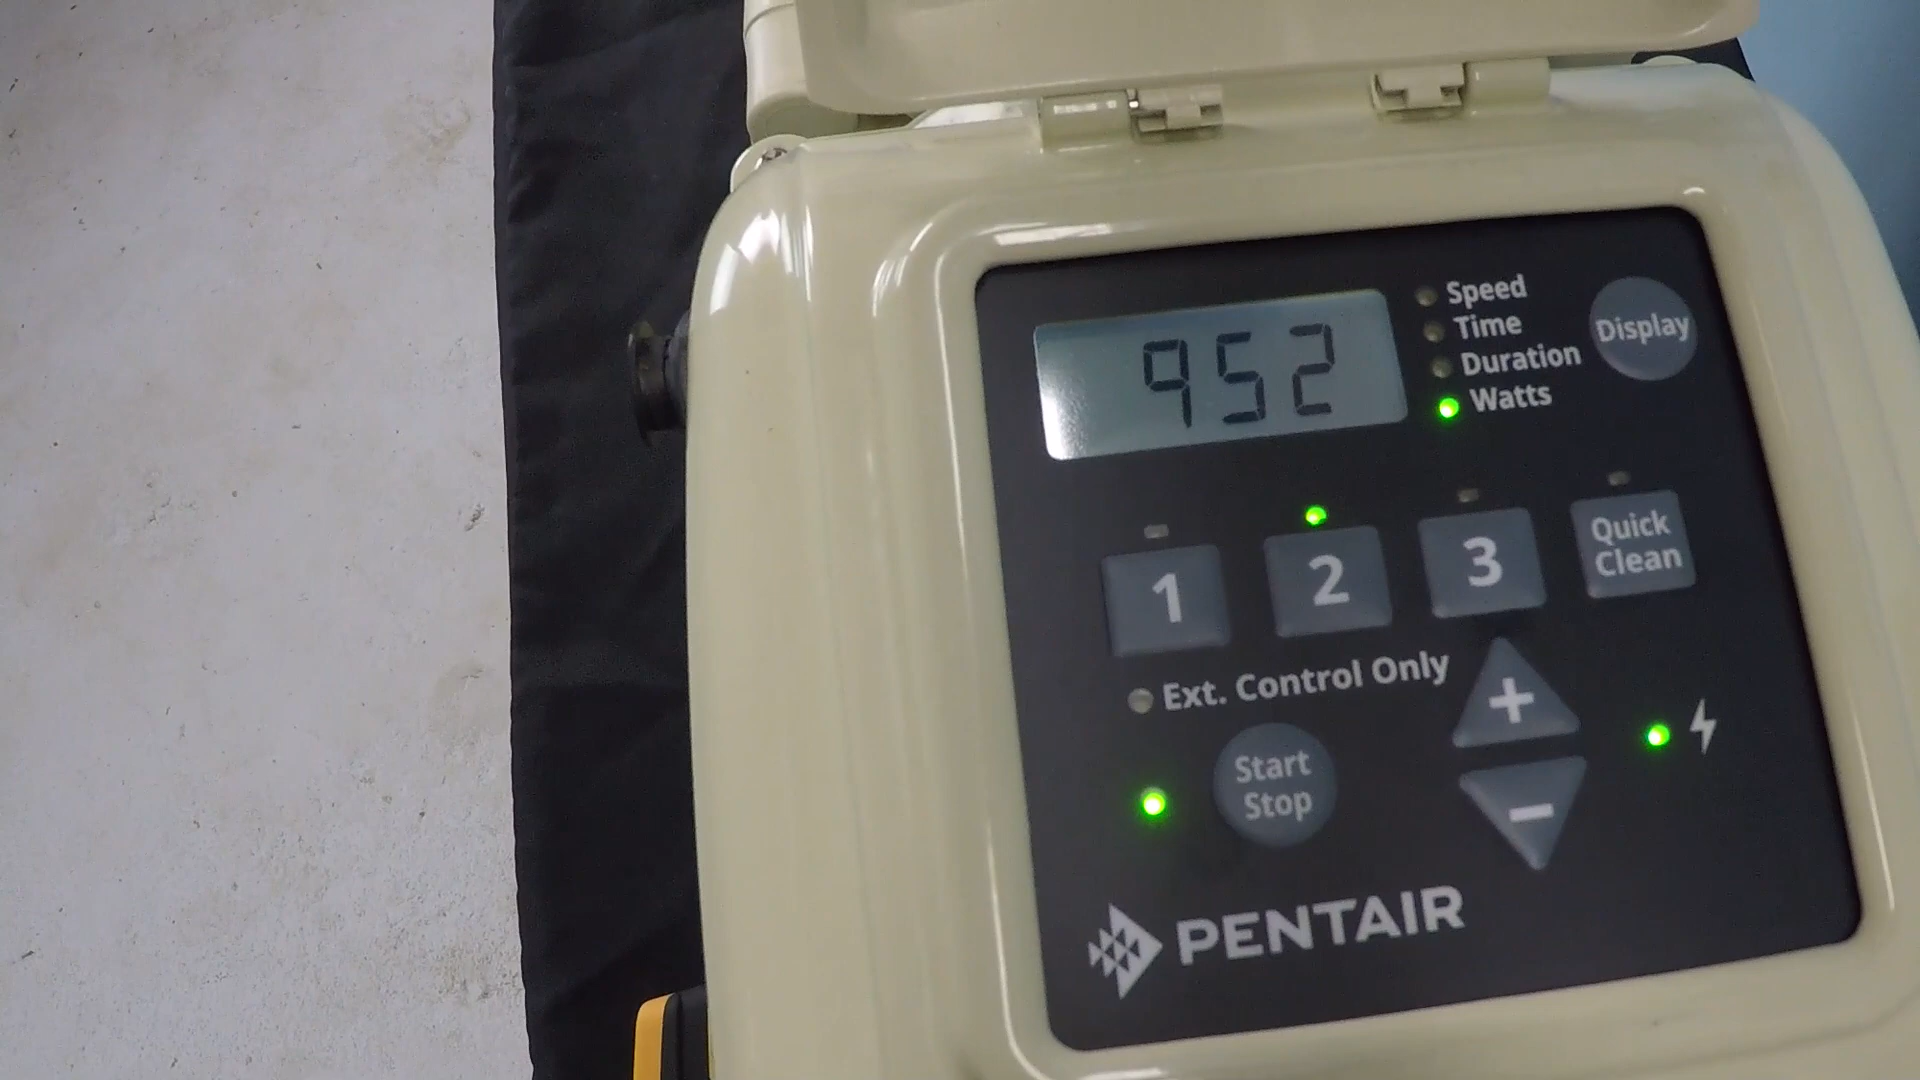 952
Speed
Time
Duration
Watts
Display
1
2
3
Quick
Clean
Ext. Control Only
+
Start
Stop
-
PENTAIR